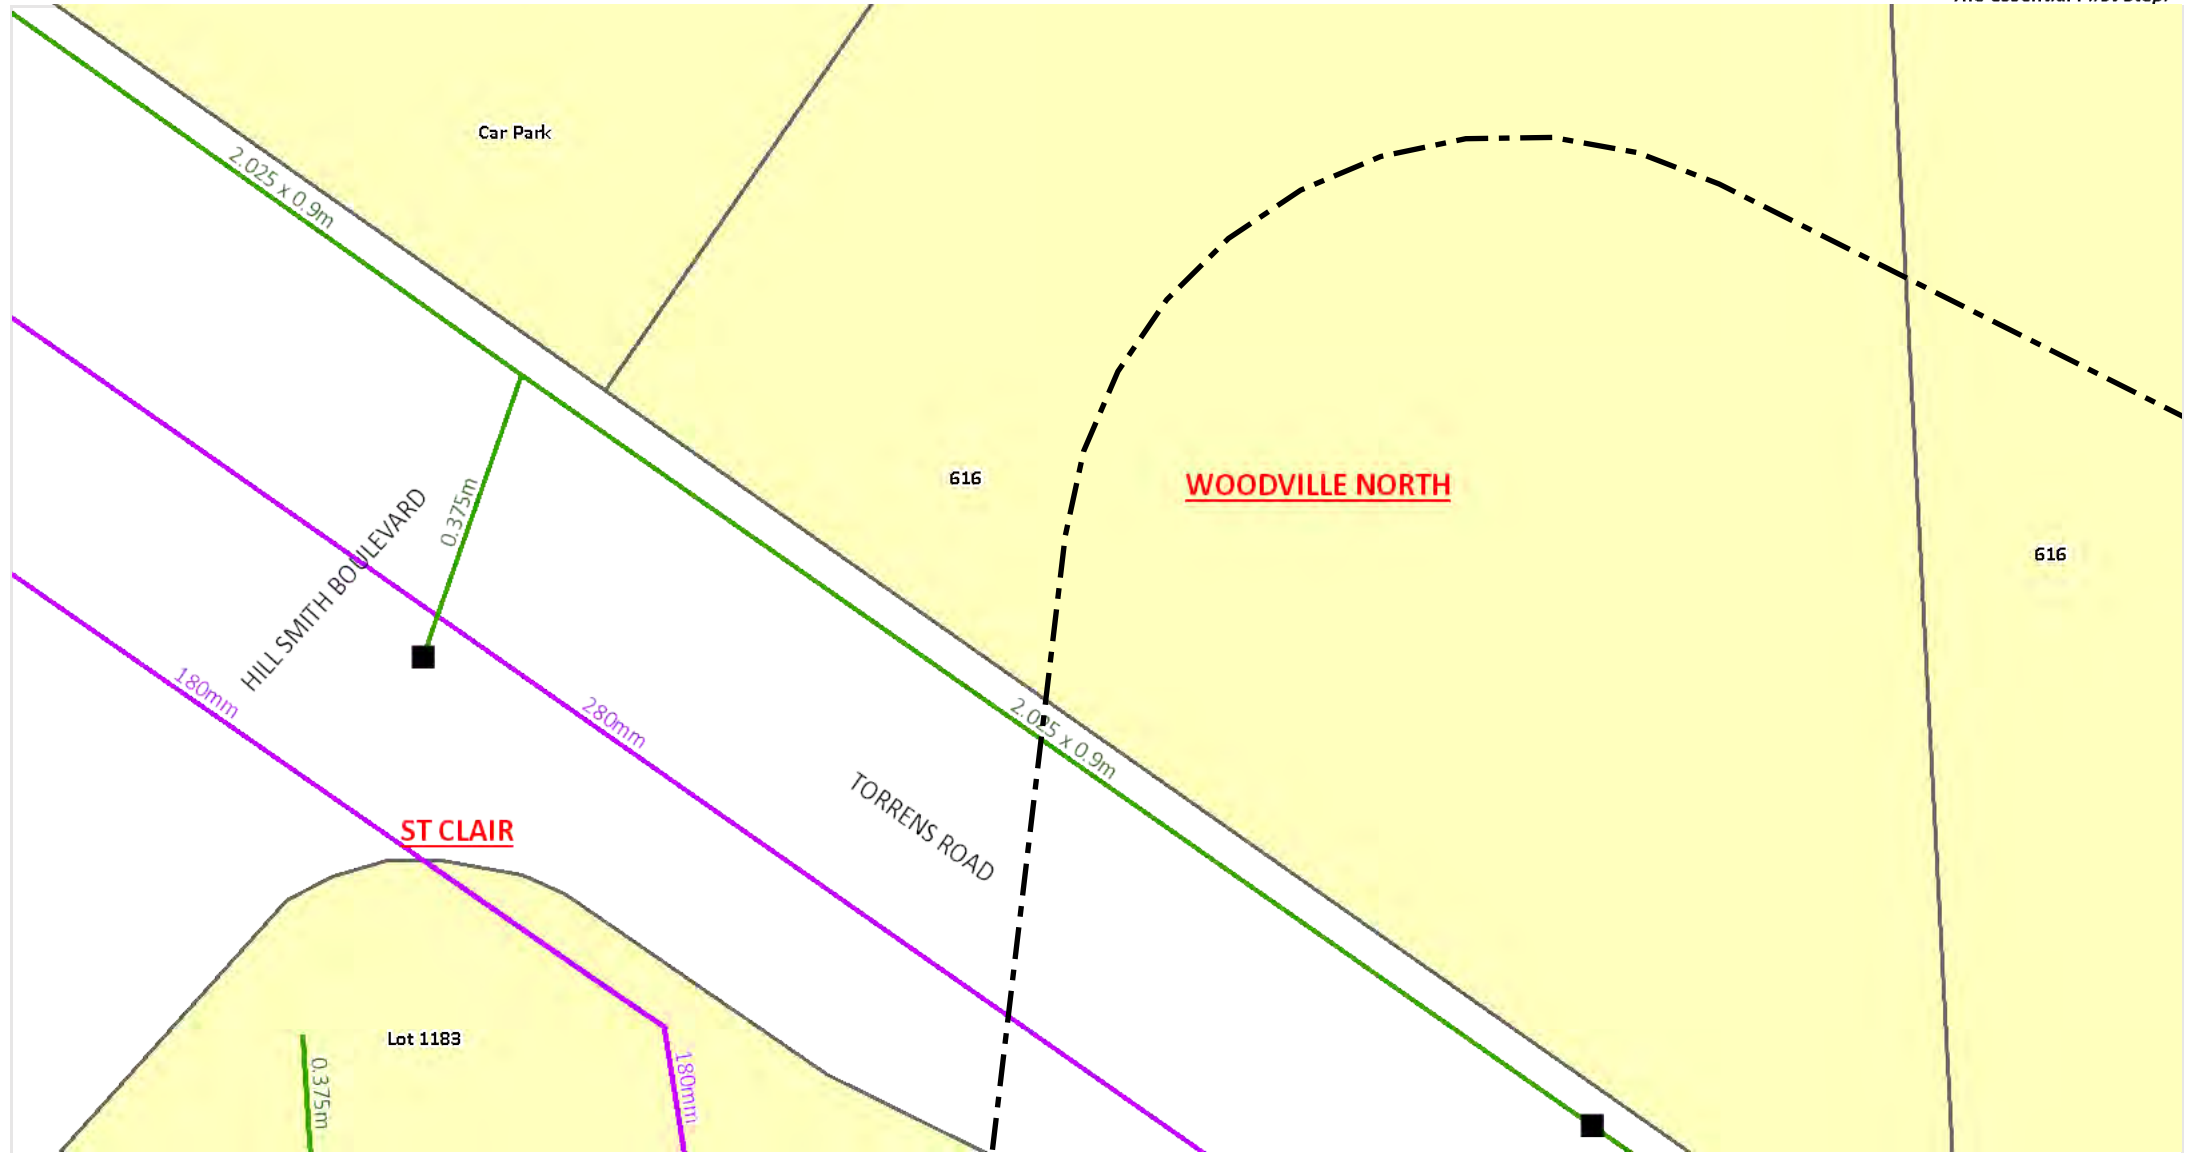 Car Park
2.025 x 0.9m
616
WOODVILLE NORTH
616
0.375m
HILL SMITH BOULEVARD
180mm
280mm
2.025 x 0.9m
TORRENS ROAD
ST CLAIR
Lot 1183
0.375m
180mm